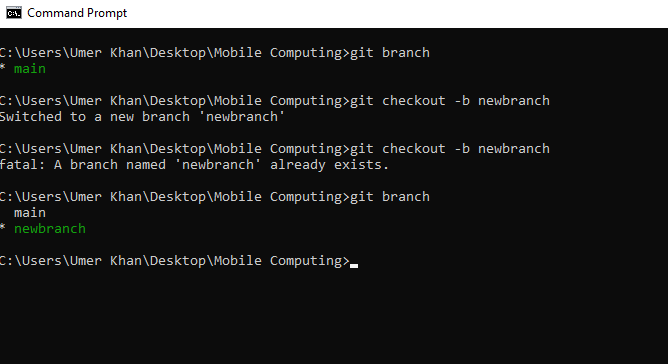 Command Prompt
C:\Users\Umer Khan\Desktop\Mobile Computing>git branch
* main
C:\Users\Umer Khan\Desktop\Mobile Computing>git checkout -b newbranch
Switched to a new branch 'newbranch'
C:\Users\Umer Khan\Desktop\Mobile Computing>git checkout -b newbranch
fatal: A branch named 'newbranch' already exists.
C:\Users\Umer Khan\Desktop\Mobile Computing>git branch
  main
* newbranch
C:\Users\Umer Khan\Desktop\Mobile Computing>